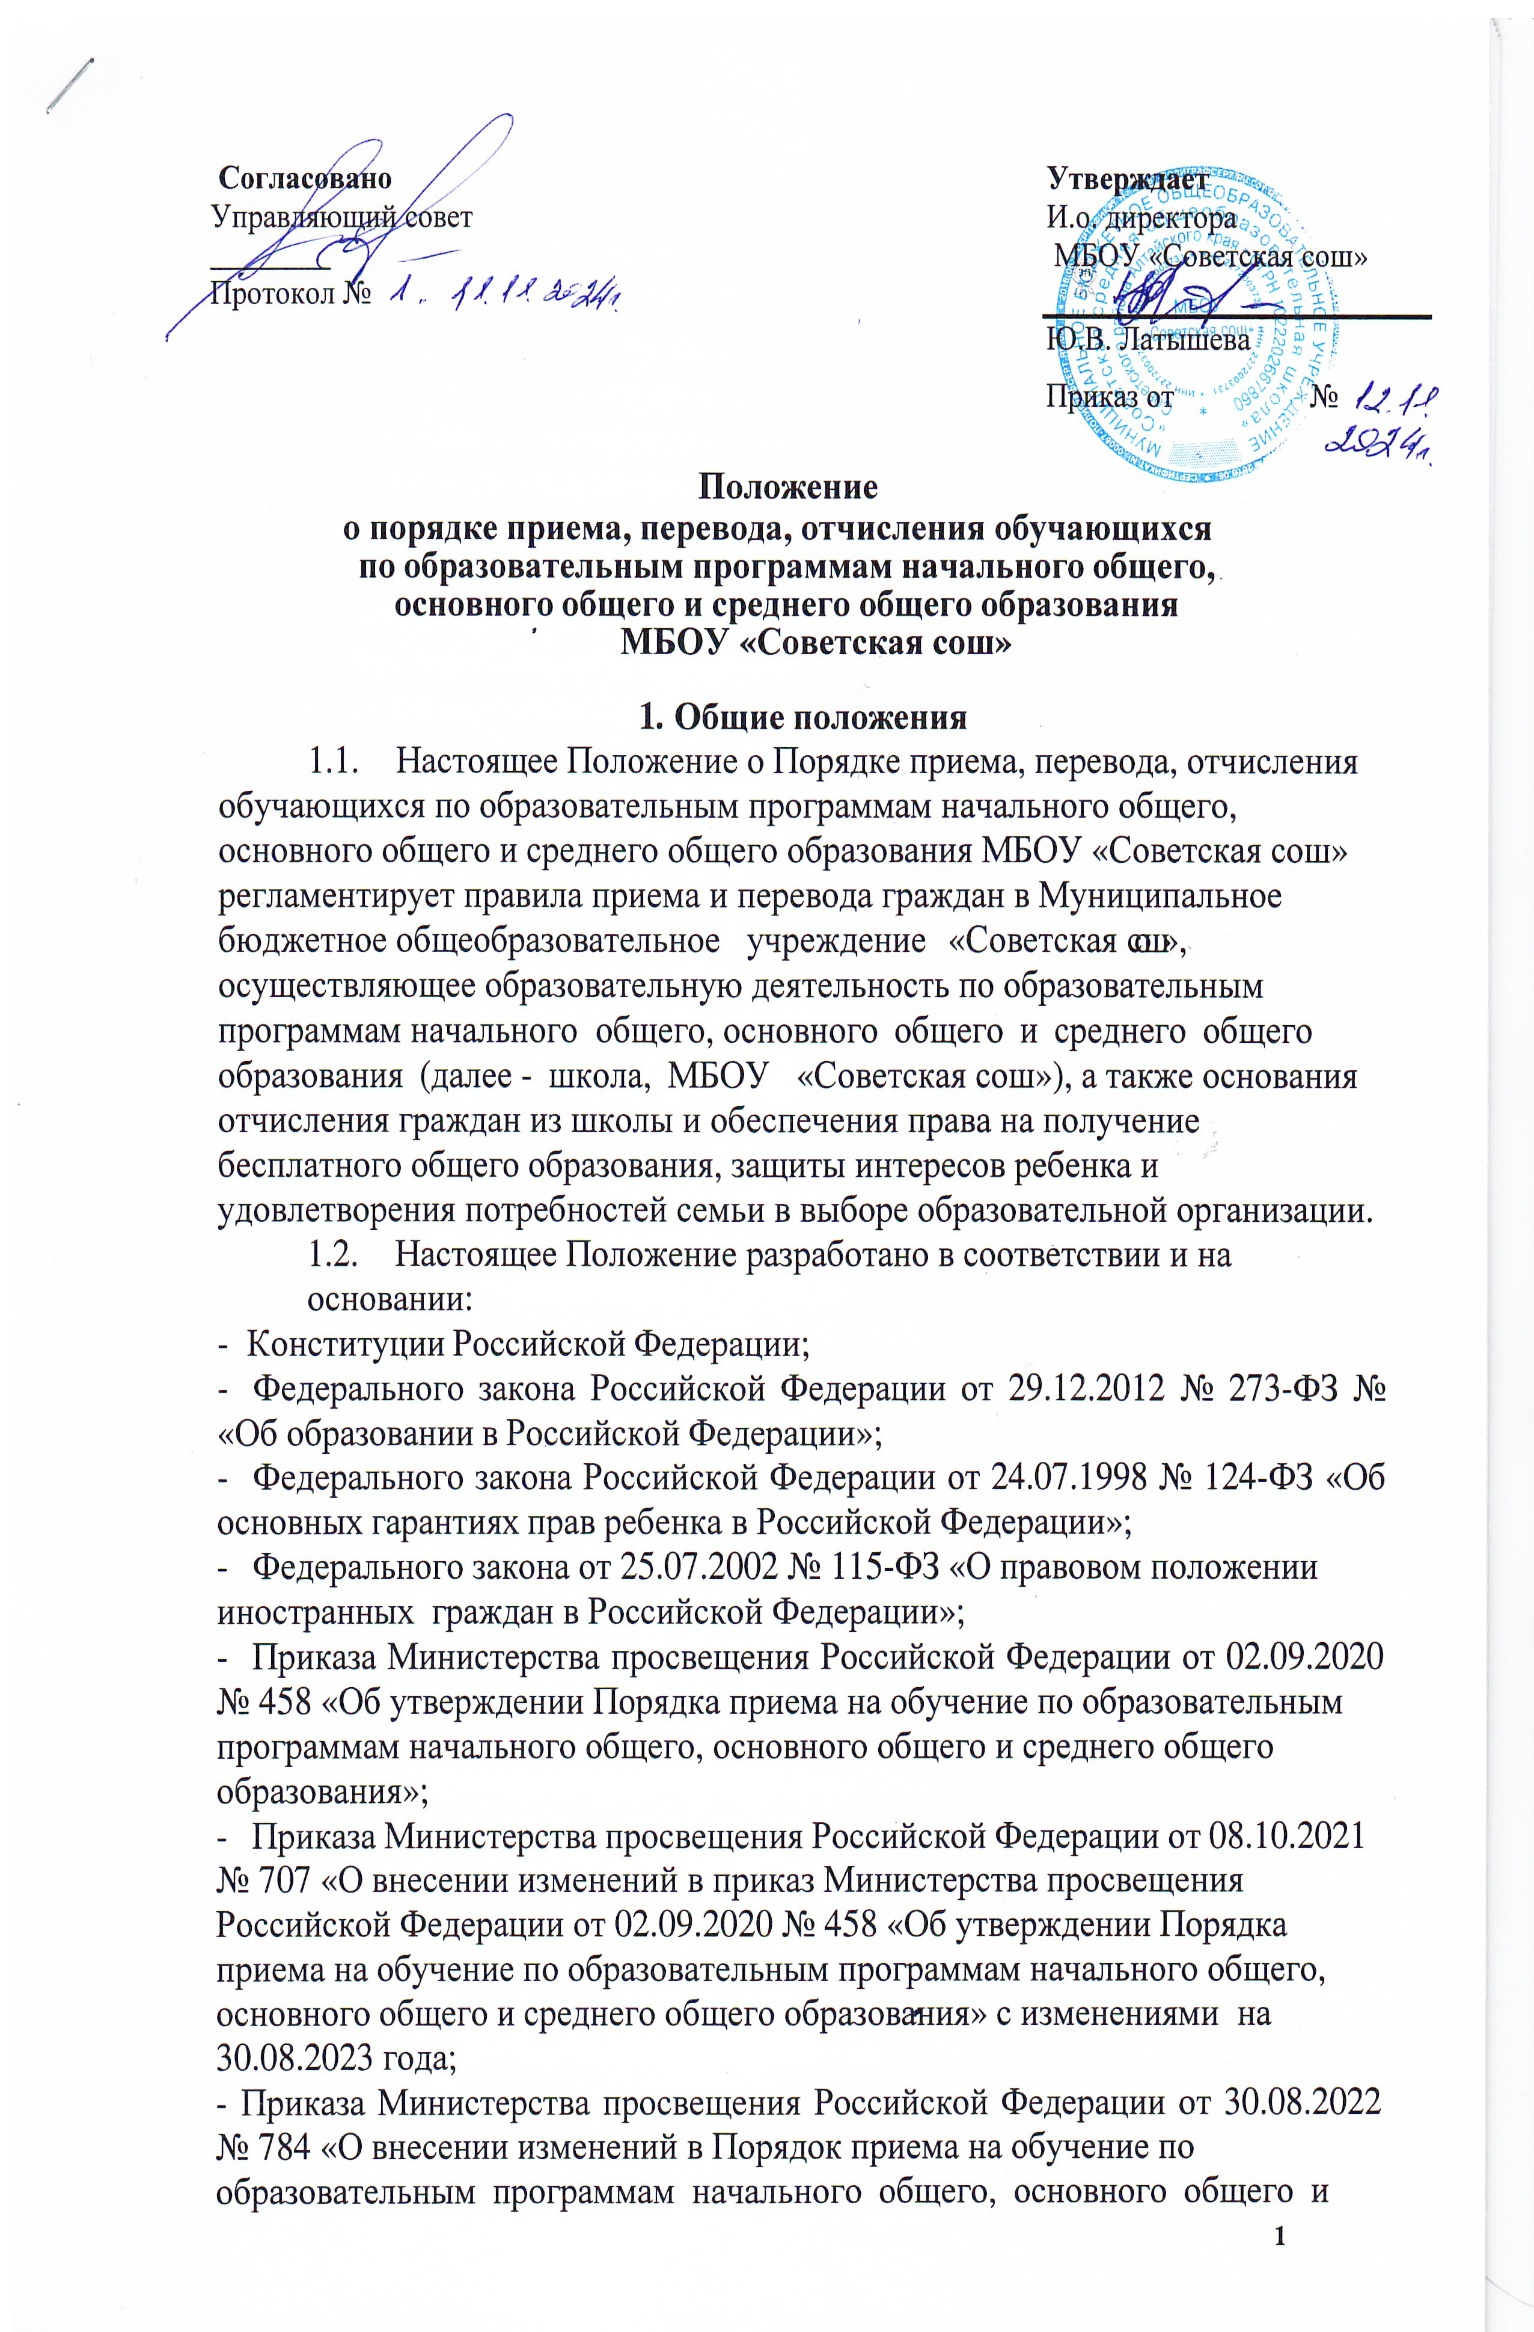 Согласовано
Управляющий совет
Протокол № 1. 11.11.2024г.
Утверждает
И.о. директора
МБОУ «Советская сош»
Ю.В. Латышева
Приказ от № 12.11.
2024г.
Положение
о порядке приема, перевода, отчисления обучающихся
по образовательным программам начального общего,
основного общего и среднего общего образования
МБОУ «Советская сош»
1. Общие положения
1.1. Настоящее Положение о Порядке приема, перевода, отчисления
обучающихся по образовательным программам начального общего,
основного общего и среднего общего образования МБОУ «Советская сош»
регламентирует правила приема и перевода граждан в Муниципальное
бюджетное общеобразовательное учреждение «Советская сош»,
осуществляющее образовательную деятельность по образовательным
программам начального общего, основного общего и среднего общего
образования (далее - школа, МБОУ «Советская сош»), а также основания
отчисления граждан из школы и обеспечения права на получение
бесплатного общего образования, защиты интересов ребенка и
удовлетворения потребностей семьи в выборе образовательной организации.
1.2. Настоящее Положение разработано в соответствии и на
основании:
- Конституции Российской Федерации;
- Федерального закона Российской Федерации от 29.12.2012 № 273-ФЗ №
«Об образовании в Российской Федерации»;
- Федерального закона Российской Федерации от 24.07.1998 № 124-ФЗ «Об
основных гарантиях прав ребенка в Российской Федерации»;
- Федерального закона от 25.07.2002 № 115-ФЗ «О правовом положении
иностранных граждан в Российской Федерации»;
- Приказа Министерства просвещения Российской Федерации от 02.09.2020
№ 458 «Об утверждении Порядка приема на обучение по образовательным
программам начального общего, основного общего и среднего общего
образования»;
- Приказа Министерства просвещения Российской Федерации от 08.10.2021
№ 707 «О внесении изменений в приказ Министерства просвещения
Российской Федерации от 02.09.2020 № 458 «Об утверждении Порядка
приема на обучение по образовательным программам начального общего,
основного общего и среднего общего образования» с изменениями на
30.08.2023 года;
- Приказа Министерства просвещения Российской Федерации от 30.08.2022
№ 784 «О внесении изменений в Порядок приема на обучение по
образовательным программам начального общего, основного общего и
1